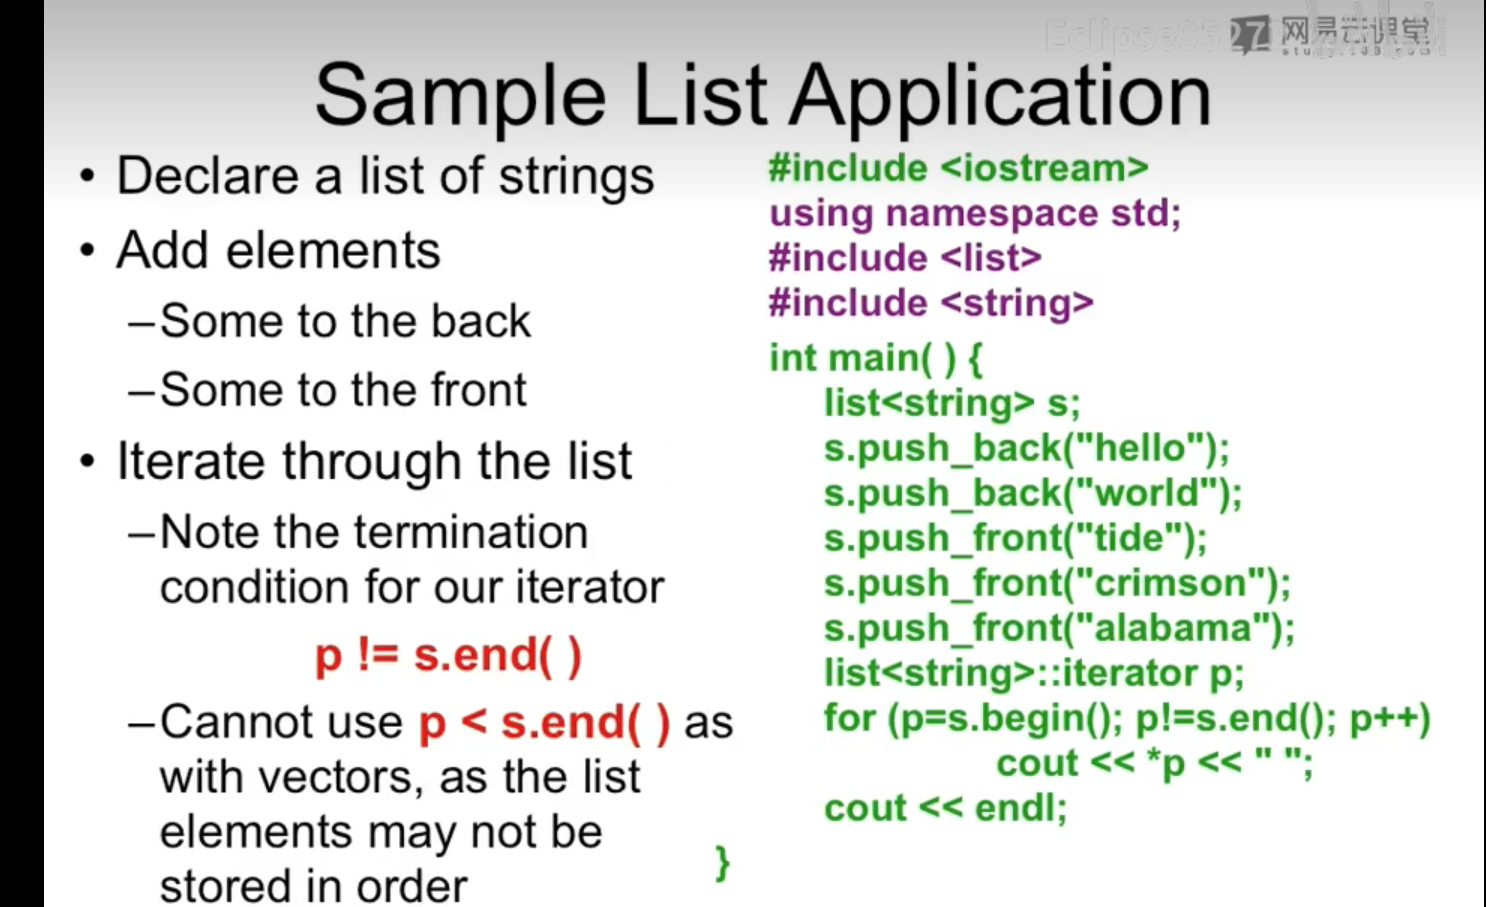 Eclipse9527
网易云课堂
Sample List Application
• Declare a list of strings
• Add elements
–Some to the back
–Some to the front
• Iterate through the list
–Note the termination
condition for our iterator
p != s.end( )
–Cannot use p < s.end( ) as
with vectors, as the list
elements may not be
stored in order
#include <iostream>
using namespace std;
#include <list>
#include <string>
int main( ) {
list<string> s;
s.push_back("hello");
s.push_back("world");
s.push_front("tide");
s.push_front("crimson");
s.push_front("alabama");
list<string>::iterator p;
for (p=s.begin(); p!=s.end(); p++)
cout << *p << " ";
cout << endl;
}